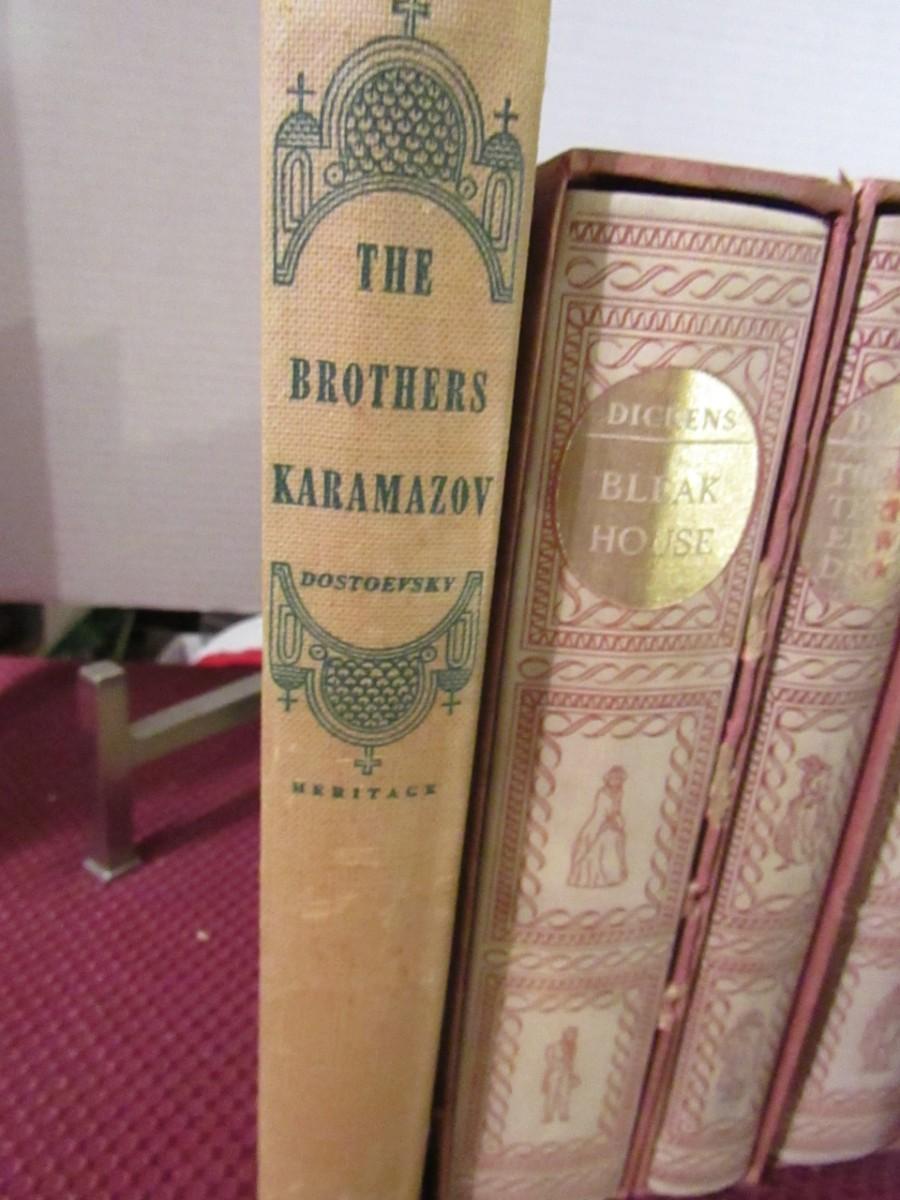 THE
BROTHERS
KARAMAZOV
DOSTOEVSKY
HERITAGE
DICKENS'
BLEAK
HOUSE